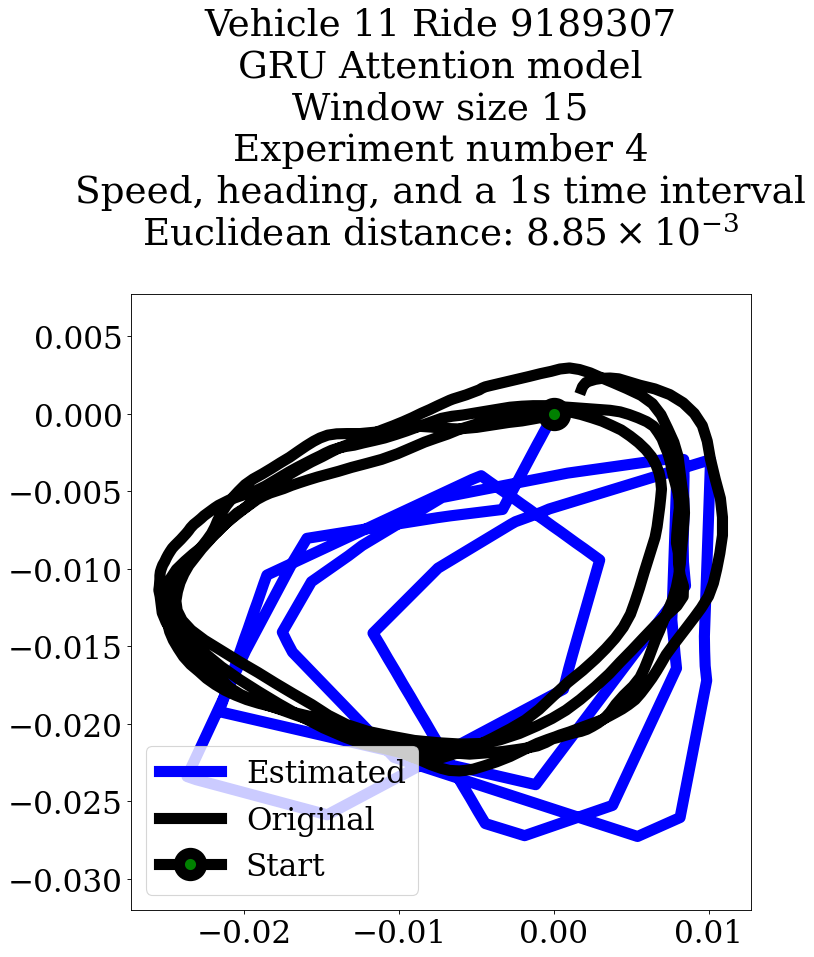 Vehicle 11 Ride 9189307
GRU Attention model
Window size 15
Experiment number 4
Speed, heading, and a 1s time interval
Euclidean distance: 8.85 × 10⁻³
0.005
0.000
−0.005
−0.010
−0.015
−0.020
−0.025
−0.030
Estimated
Original
Start
−0.02 −0.01 0.00 0.01